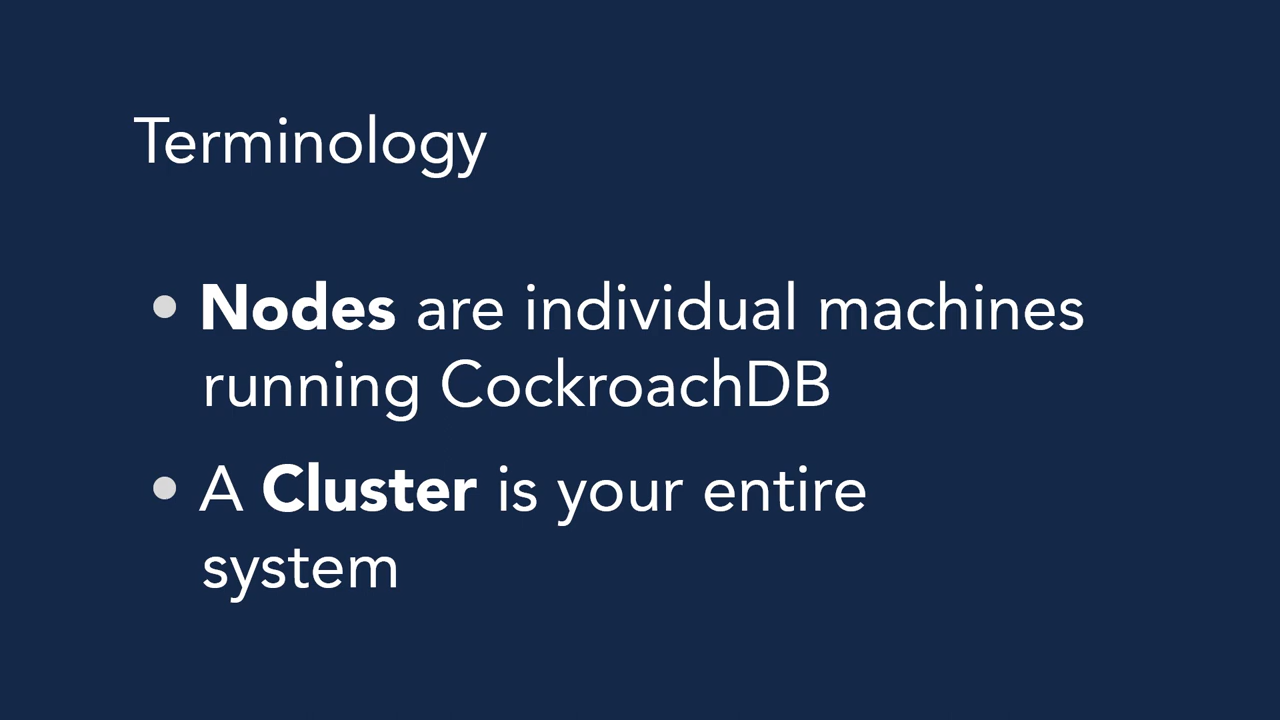 Terminology
• Nodes are individual machines
running CockroachDB
• A Cluster is your entire
system